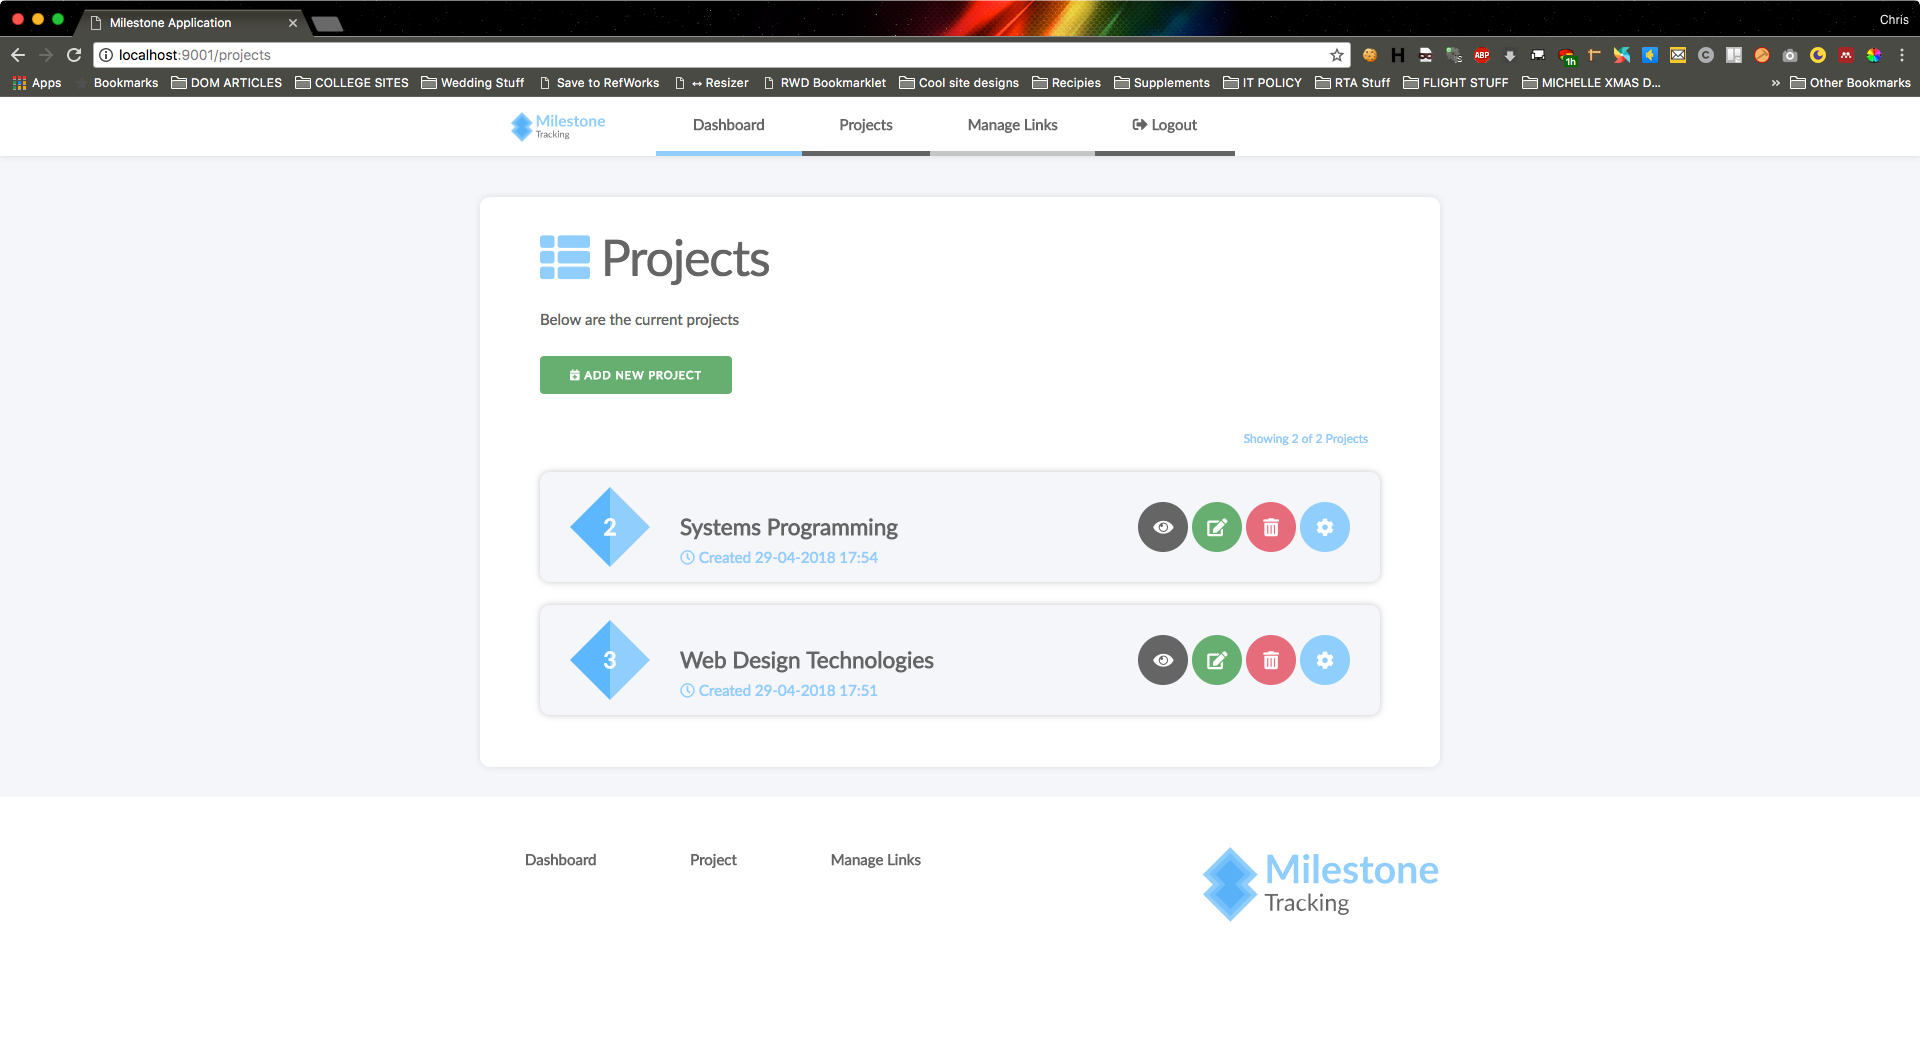 Milestone Application
Chris
localhost:9001/projects
Apps
Bookmarks
DOM ARTICLES
COLLEGE SITES
Wedding Stuff
Save to RefWorks
↔ Resizer
RWD Bookmarklet
Cool site designs
Recipies
Supplements
IT POLICY
RTA Stuff
FLIGHT STUFF
MICHELLE XMAS D...
»
Other Bookmarks
Milestone
Tracking
Dashboard
Projects
Manage Links
Logout
Projects
Below are the current projects
ADD NEW PROJECT
Showing 2 of 2 Projects
2
Systems Programming
Created 29-04-2018 17:54
3
Web Design Technologies
Created 29-04-2018 17:51
Dashboard
Project
Manage Links
Milestone
Tracking